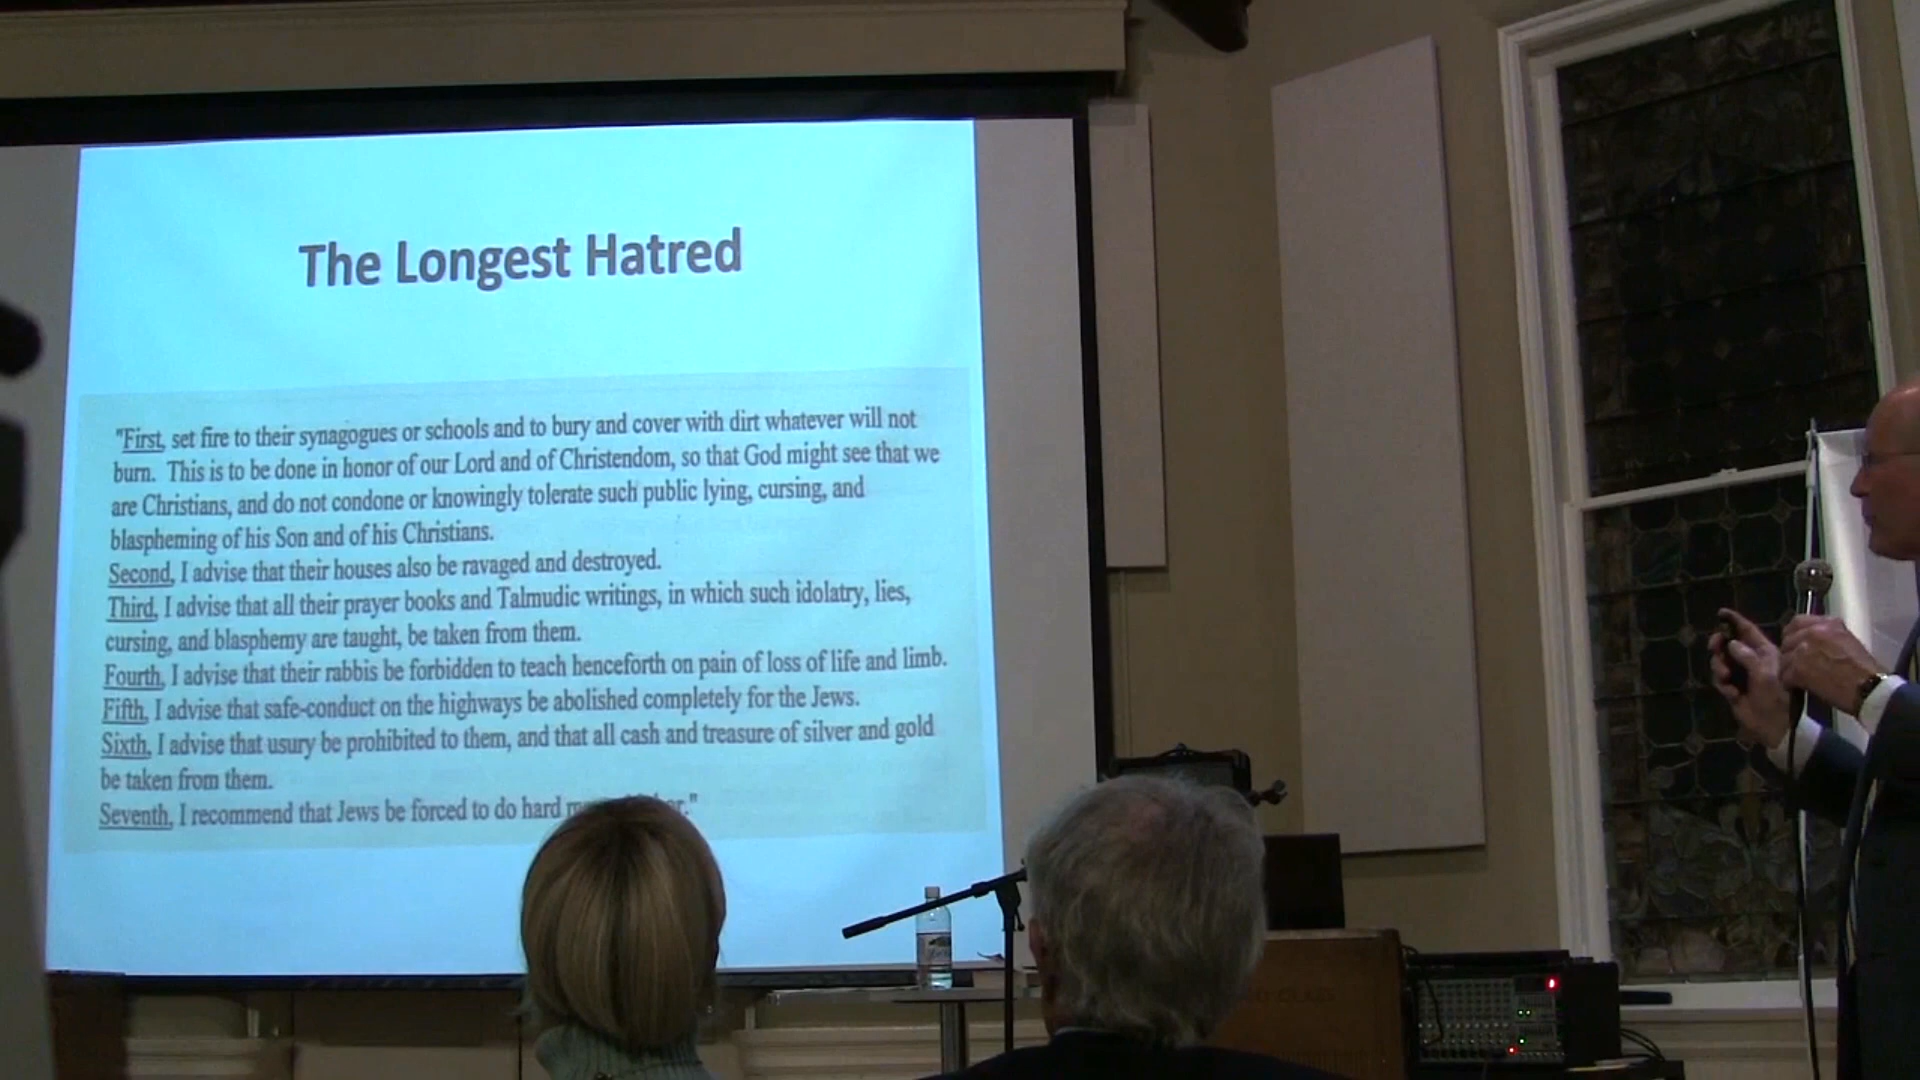 The Longest Hatred
"First, set fire to their synagogues or schools and to bury and cover with dirt whatever will not
burn. This is to be done in honor of our Lord and of Christendom, so that God might see that we
are Christians, and do not condone or knowingly tolerate such public lying, cursing, and
blaspheming of his Son and of his Christians.
Second, I advise that their houses also be ravaged and destroyed.
Third, I advise that all their prayer books and Talmudic writings, in which such idolatry, lies,
cursing, and blasphemy are taught, be taken from them.
Fourth, I advise that their rabbis be forbidden to teach henceforth on pain of loss of life and limb.
Fifth, I advise that safe-conduct on the highways be abolished completely for the Jews.
Sixth, I advise that usury be prohibited to them, and that all cash and treasure of silver and gold
be taken from them.
Seventh, I recommend that Jews be forced to do hard